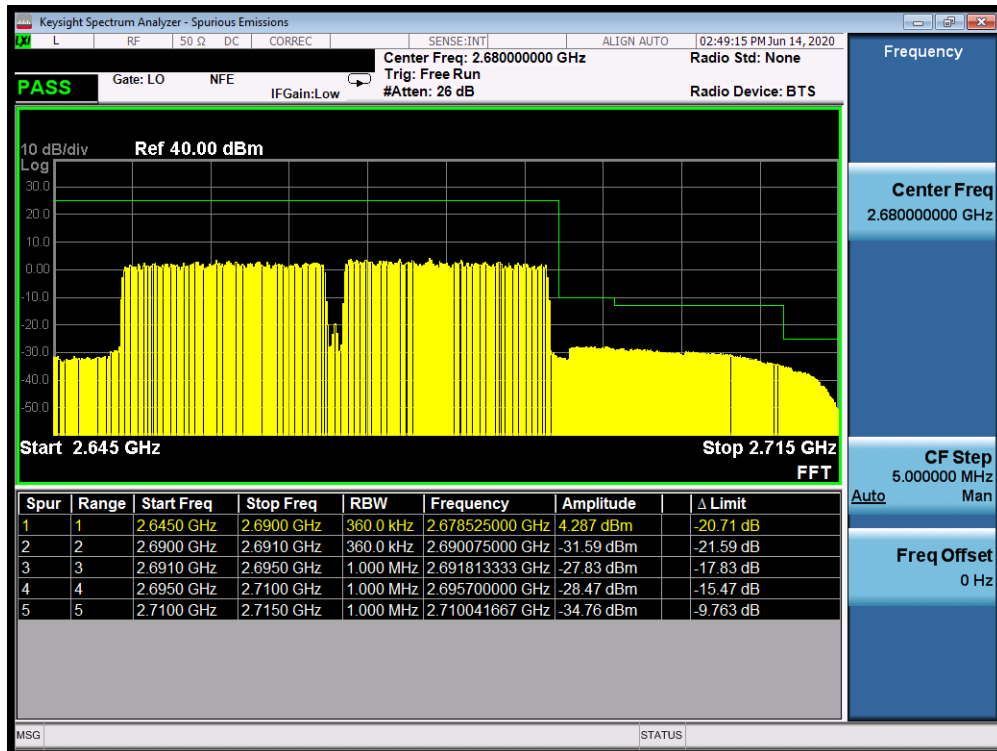 Keysight Spectrum Analyzer - Spurious Emissions
LXI L RF 50 Ω DC CORREC SENSE:INT ALIGN AUTO 02:49:15 PM Jun 14, 2020
Center Freq: 2.680000000 GHz Radio Std: None
PASS Gate: LO NFE Trig: Free Run
IFGain:Low #Atten: 26 dB Radio Device: BTS
10 dB/div Ref 40.00 dBm
Log
30.0
20.0
10.0
0.00
-10.0
-20.0
-30.0
-40.0
-50.0
Start 2.645 GHz Stop 2.715 GHz
FFT
Spur Range Start Freq Stop Freq RBW Frequency Amplitude Δ Limit
1 1 2.6450 GHz 2.6900 GHz 360.0 kHz 2.678525000 GHz 4.287 dBm -20.71 dB
2 2 2.6900 GHz 2.6910 GHz 360.0 kHz 2.690075000 GHz -31.59 dBm -21.59 dB
3 3 2.6910 GHz 2.6950 GHz 1.000 MHz 2.691813333 GHz -27.83 dBm -17.83 dB
4 4 2.6950 GHz 2.7100 GHz 1.000 MHz 2.695700000 GHz -28.47 dBm -15.47 dB
5 5 2.7100 GHz 2.7150 GHz 1.000 MHz 2.710041667 GHz -34.76 dBm -9.763 dB
MSG STATUS
Frequency
Center Freq
2.680000000 GHz
CF Step
5.000000 MHz
Auto Man
Freq Offset
0 Hz